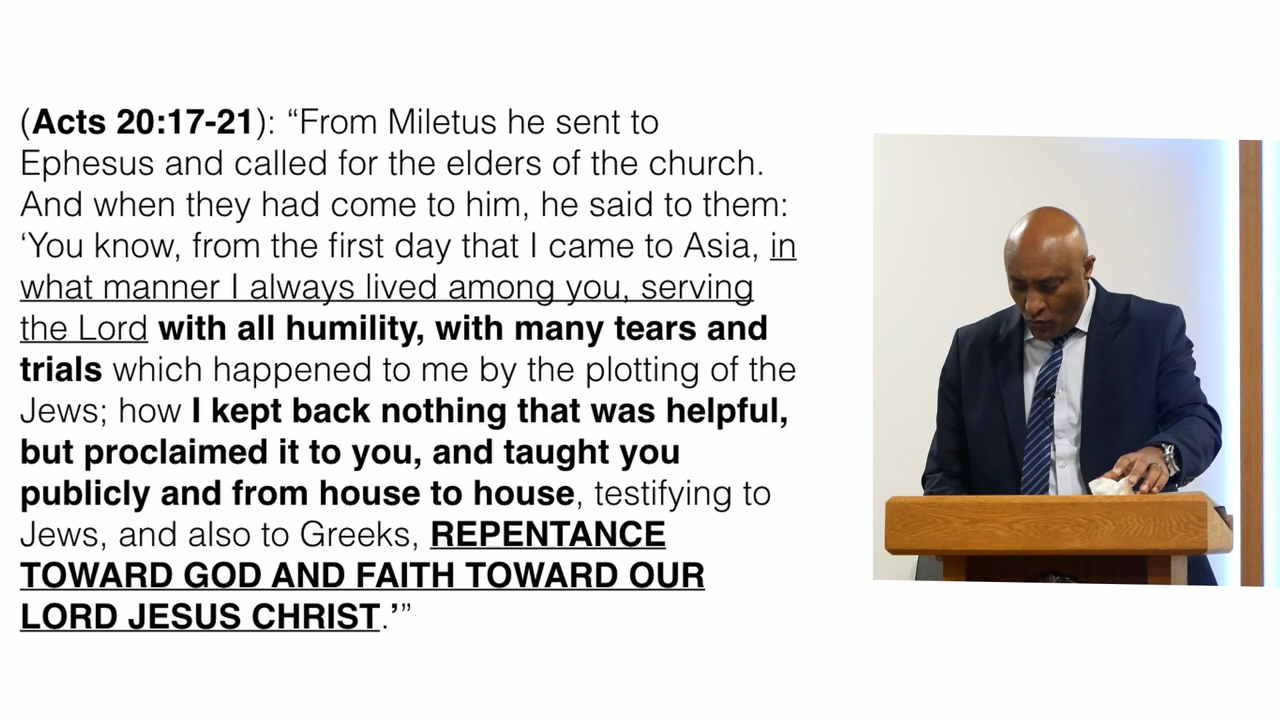 (Acts 20:17-21): “From Miletus he sent to
Ephesus and called for the elders of the church.
And when they had come to him, he said to them:
‘You know, from the first day that I came to Asia, in
what manner I always lived among you, serving
the Lord with all humility, with many tears and
trials which happened to me by the plotting of the
Jews; how I kept back nothing that was helpful,
but proclaimed it to you, and taught you
publicly and from house to house, testifying to
Jews, and also to Greeks, REPENTANCE
TOWARD GOD AND FAITH TOWARD OUR
LORD JESUS CHRIST.’”